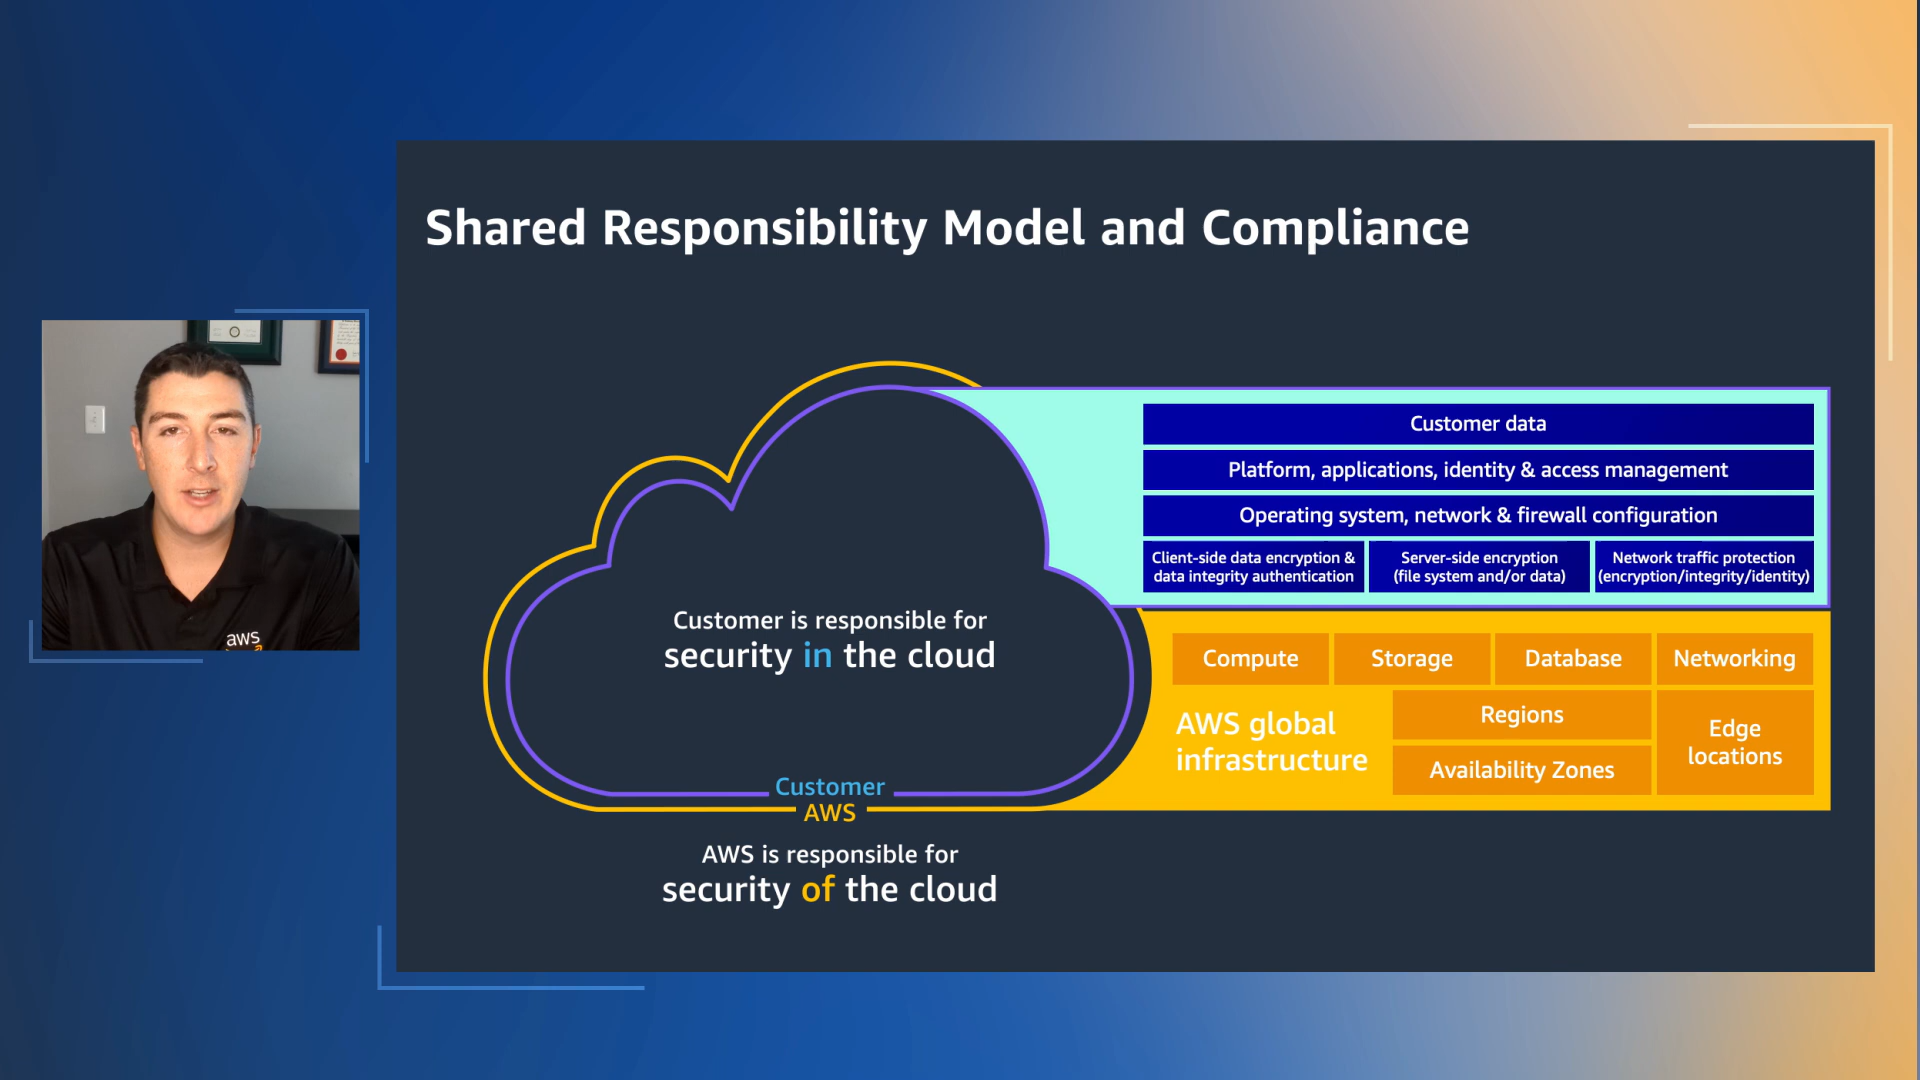 Shared Responsibility Model and Compliance
Customer data
Platform, applications, identity & access management
Operating system, network & firewall configuration
Client-side data encryption &
data integrity authentication
Server-side encryption
(file system and/or data)
Network traffic protection
(encryption/integrity/identity)
Customer is responsible for
security in the cloud
Compute
Storage
Database
Networking
AWS global
infrastructure
Regions
Availability Zones
Edge
locations
Customer
AWS
AWS is responsible for
security of the cloud
aws